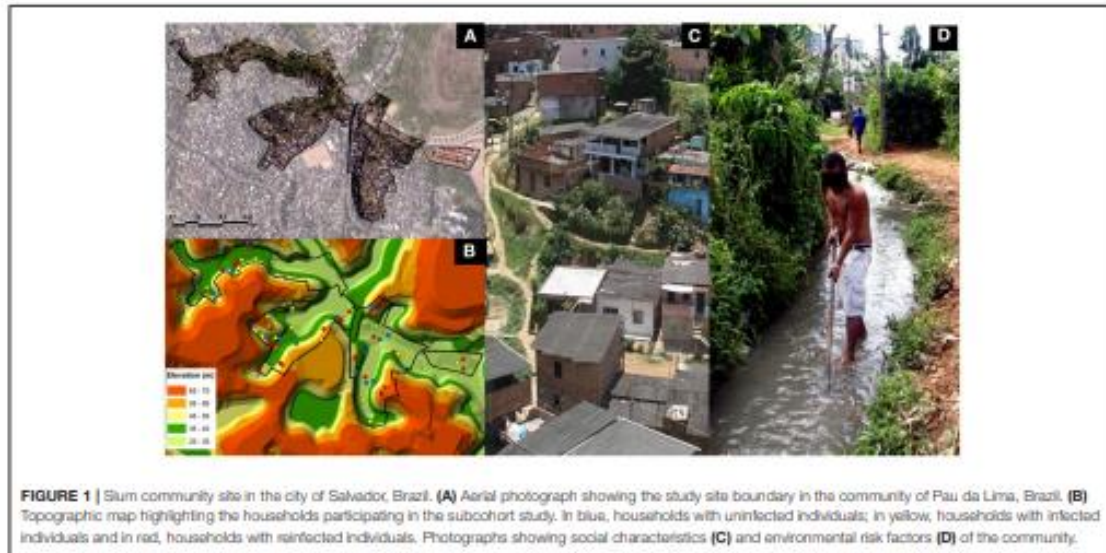 A
C
D
B
Elevation (m)
FIGURE 1 | Slum community site in the city of Salvador, Brazil. (A) Aerial photograph showing the study site boundary in the community of Pau da Lima, Brazil. (B)
Topographic map highlighting the households participating in the subcohort study. In blue, households with uninfected individuals; in yellow, households with infected
individuals and in red, households with reinfected individuals. Photographs showing social characteristics (C) and environmental risk factors (D) of the community.